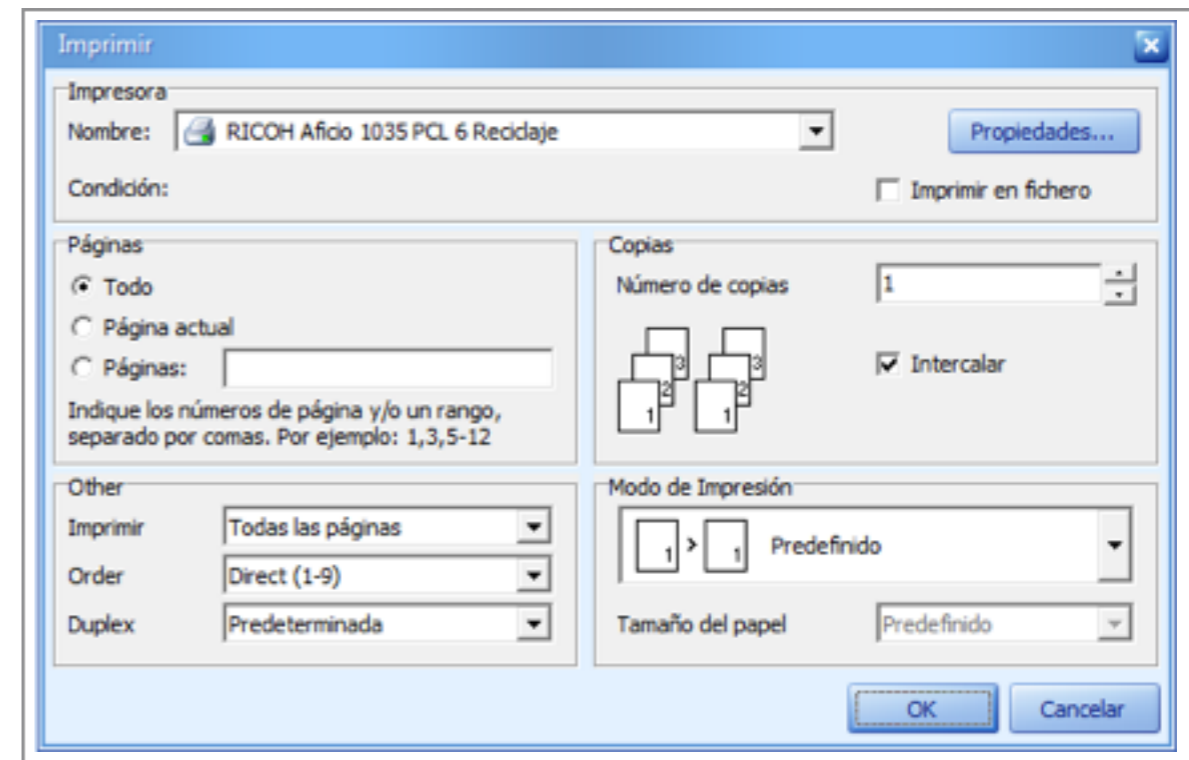 Imprimir
Impresora
Nombre: RICOH Aficio 1035 PCL 6 Reciclaje Propiedades...
Condición: Imprimir en fichero
Páginas
Todo
Página actual
Páginas:
Indique los números de página y/o un rango,
separado por comas. Por ejemplo: 1,3,5-12
Copias
Número de copias 1
3 3
2 2
1 1
Intercalar
Other
Imprimir Todas las páginas
Order Direct (1-9)
Duplex Predeterminada
Modo de Impresión
1 > 1 Predefinido
Tamaño del papel Predefinido
OK Cancelar